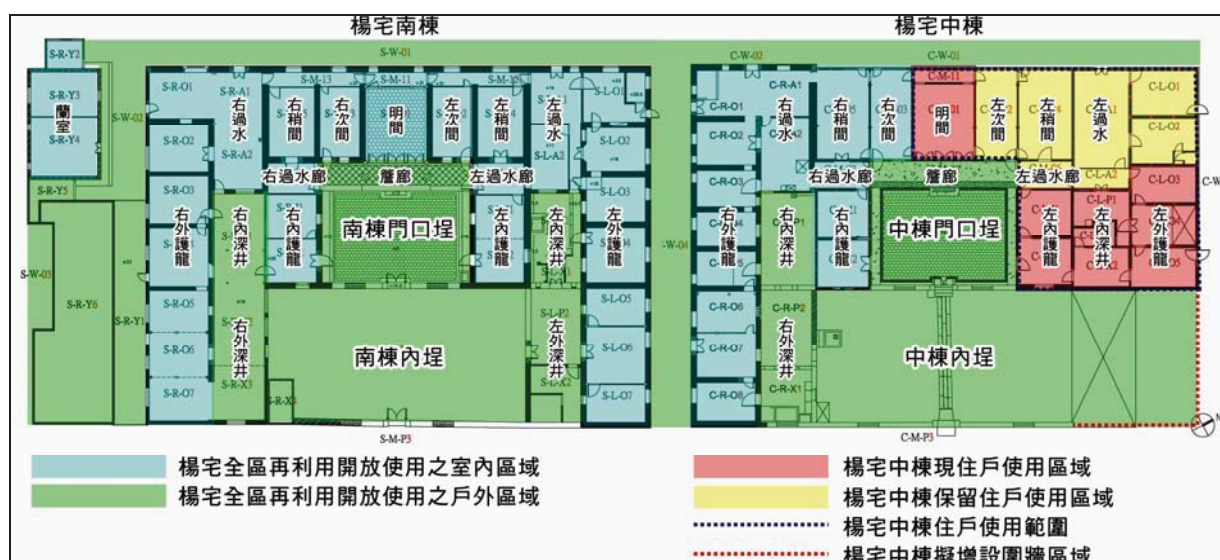 楊宅南棟
楊宅中棟
S-W-01
C-W-02
C-W-01
S-R-Y2
S-R-Y3
蘭室
S-R-Y4
S-W-02
S-R-O1
S-R-A1
右過水
S-R-A2
S-M-13
右稍間
右次間
S-M-11
明間
左次間
左稍間
左過水
S-L-A2
S-L-O1
S-R-O2
S-L-O2
右過水廊
簷廊
左過水廊
S-R-Y5
S-R-O3
右外護龍
右內深井
右內護龍
南棟門口埕
左內護龍
左內深井
左外護龍
S-L-O3
S-W-03
S-R-Y6
S-R-Y1
S-R-O5
S-R-O6
S-R-O7
右外深井
S-R-X3
南棟內埕
S-L-P2
左外深井
S-L-X2
S-L-O5
S-L-O6
S-L-O7
S-M-P3
S-W-04
C-R-O1
C-R-A1
右過水
右稍間
右次間
C-M-11
明間
左次間
左稍間
左過水
C-L-O1
C-R-O2
C-L-O2
右過水廊
簷廊
左過水廊
C-L-A2
C-R-O3
C-L-O3
右外護龍
右內深井
右內護龍
中棟門口埕
左內護龍
左內深井
左外護龍
C-L-P1
C-R-O6
C-R-P2
C-R-O7
右外深井
C-R-X1
C-R-O8
中棟內埕
C-M-P3
N
楊宅全區再利用開放使用之室內區域
楊宅全區再利用開放使用之戶外區域
楊宅中棟現住戶使用區域
楊宅中棟保留住戶使用區域
楊宅中棟住戶使用範圍
楊宅中棟擬增設圍牆區域